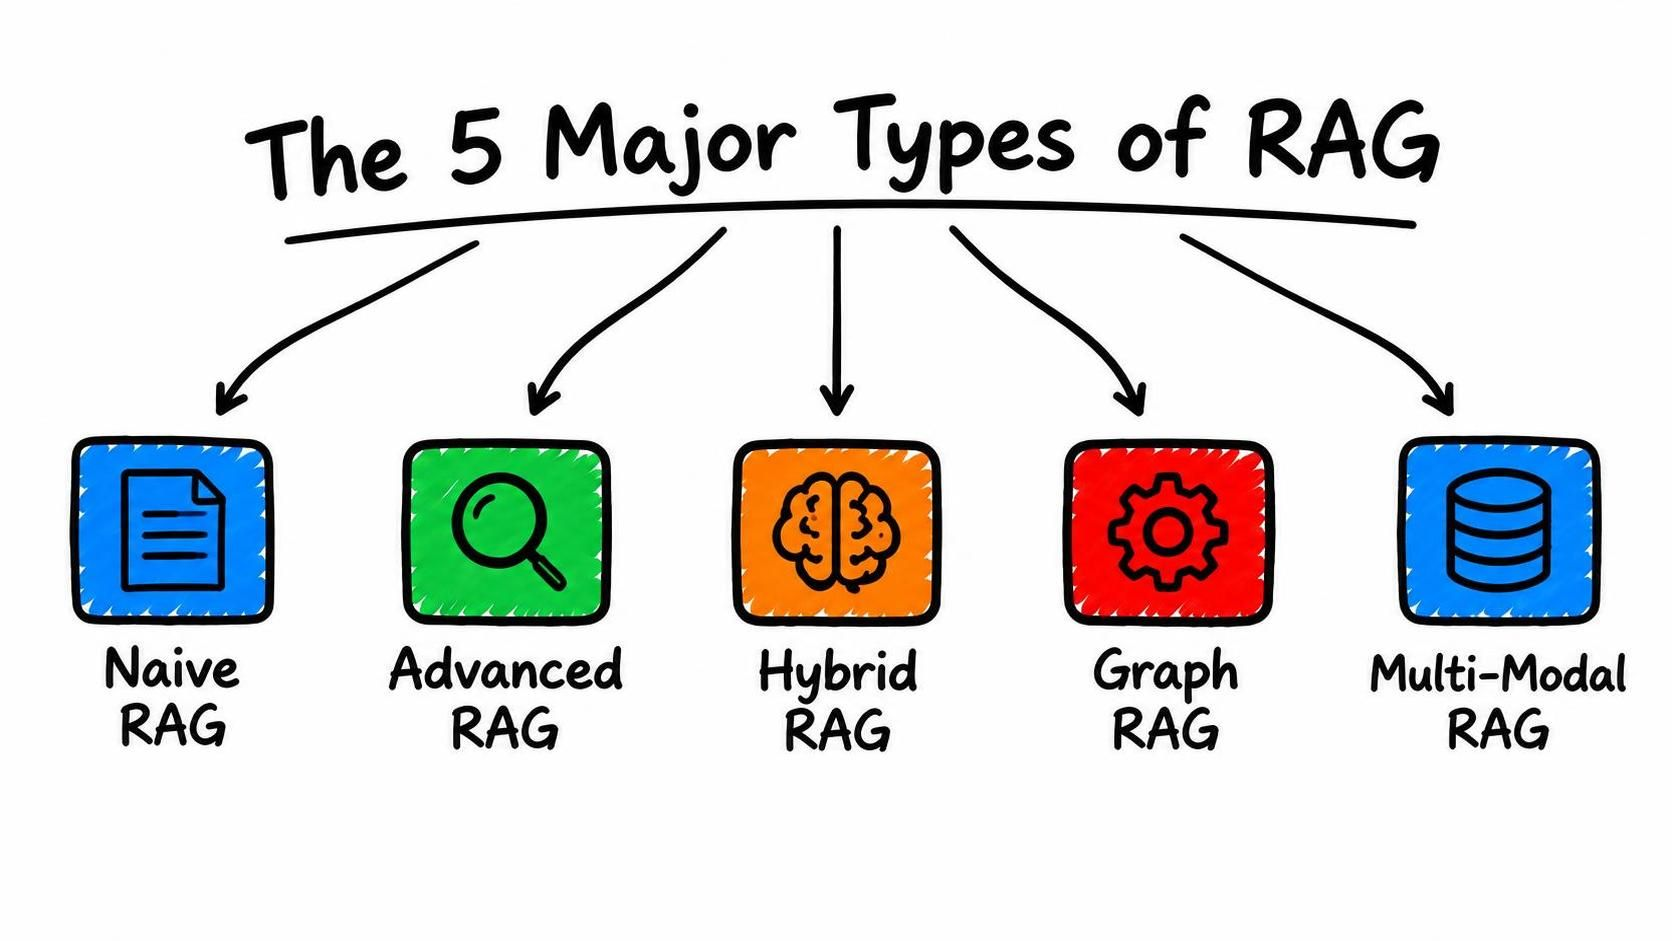 The 5 Major Types of RAG
Naive
RAG
Advanced
RAG
Hybrid
RAG
Graph
RAG
Multi-Modal
RAG